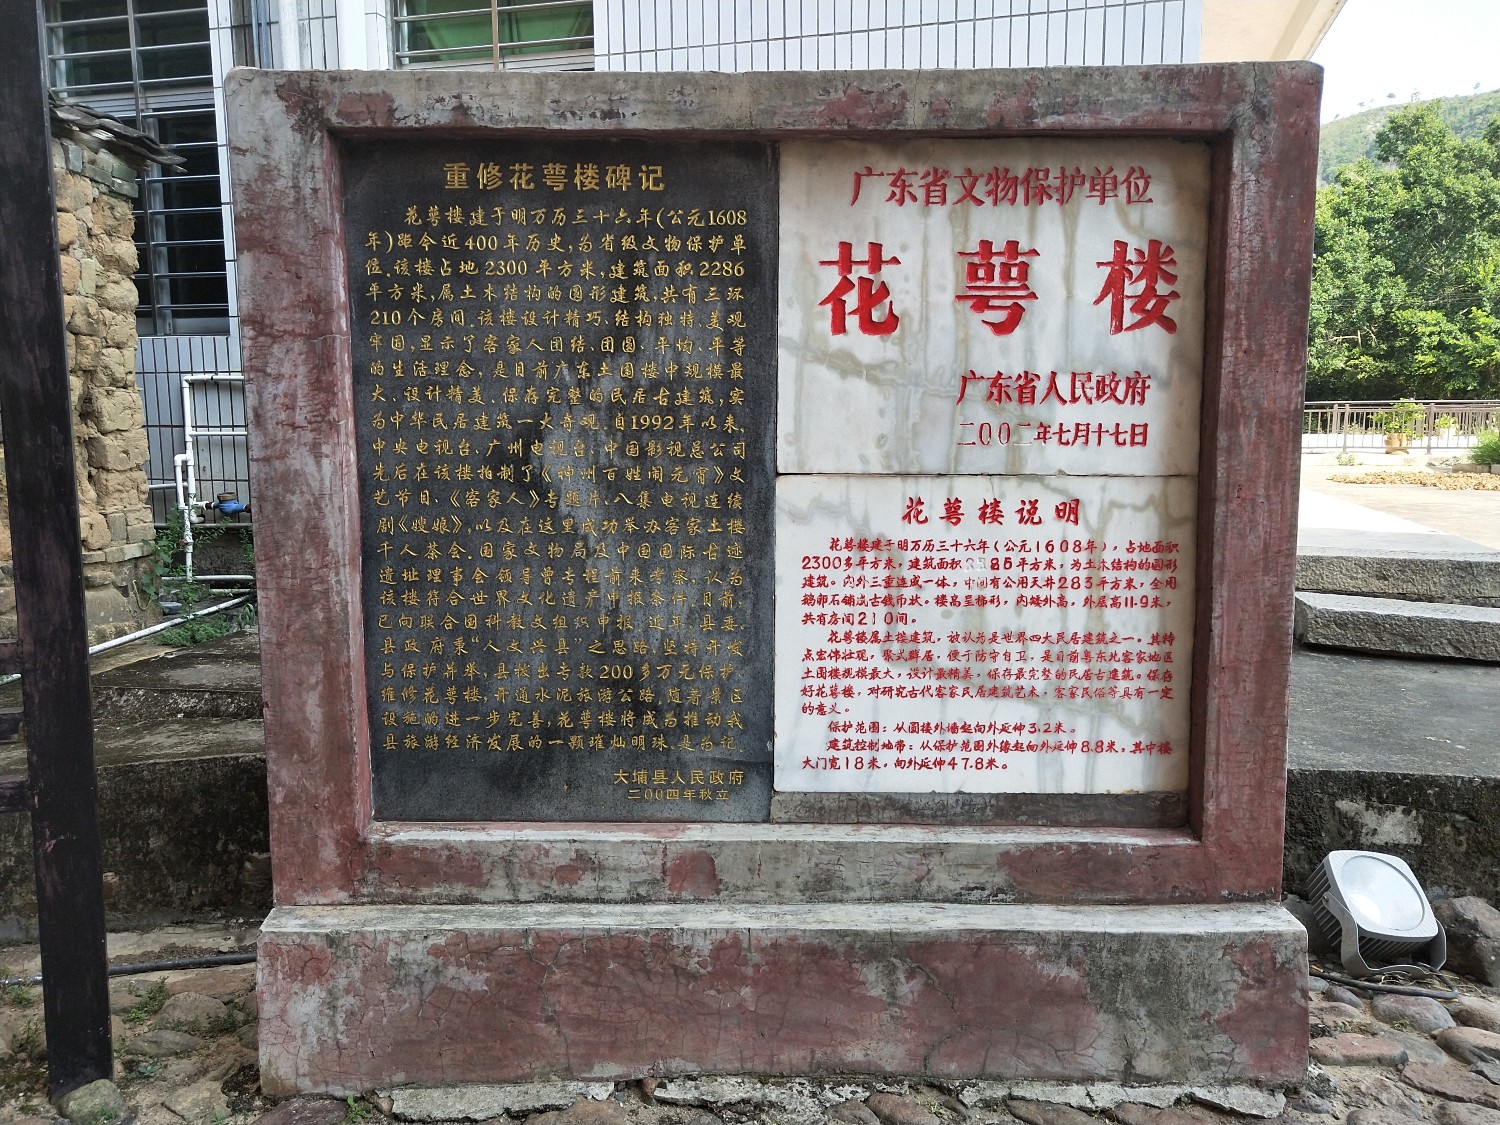 重修花萼楼碑记
花萼楼建于明万历三十六年(公元1608
年)距今近400年历史,为省级文物保护单
位.该楼占地2300平方米,建筑面积2286
平方米,属土木结构的圆形建筑,共有三环
210个房间.该楼设计精巧、结构独特、美观
牢固,显示了客家人团结、团圆、平均、平等
的生活理念,是目前广东土围楼中规模最
大、设计精美、保存完整的民居古建筑,实
为中华民居建筑一大奇观.自1992年以来,
中央电视台、广州电视台、中国影视总公司
先后在该楼拍制了《神州百姓闹元宵》文
艺节目、《客家人》专题片、八集电视连续
剧《嫂娘》,以及在这里成功举办客家土楼
千人茶会.国家文物局及中国国际古迹
遗址理事会领导曾专程前来考察,认为
该楼符合世界文化遗产申报条件.目前,
已向联合国科教文组织申报.近年,县委、
县政府秉“人文兴县”之思路,坚持开发
与保护并举,县拨出专款200多万元保护
维修花萼楼,开通水泥旅游公路,随着景区
设施的进一步完善,花萼楼将成为推动我
县旅游经济发展的一颗璀灿明珠.是为记.
大埔县人民政府
二00四年秋立
广东省文物保护单位
花萼楼
广东省人民政府
二00二年七月十七日
花萼楼说明
花萼楼建于明万历三十六年(公元1608年),占地面积
2300多平方米,建筑面积平方米,为土木结构的圆形
建筑。内外三重连成一体,中间有公用天井283平方米,全用
鹅卵石铺成古钱币状。楼高呈梯形,内矮外高,外层高11.9米,
共有房间210间。
花萼楼属土楼建筑,被认为是世界四大民居建筑之一。其特
点宏伟壮观,聚式群居,便于防守自卫,是目前粤东北客家地区
土围楼规模最大,设计最精美,保存最完整的民居古建筑。保存
好花萼楼,对研究古代客家民居建筑艺术,客家民俗等具有一定
的意义。
保护范围:从圆楼外墙起向外延伸3.2米。
建筑控制地带:从保护范围外缘起向外延伸8.8米,其中楼
大门宽18米,向外延伸47.8米。